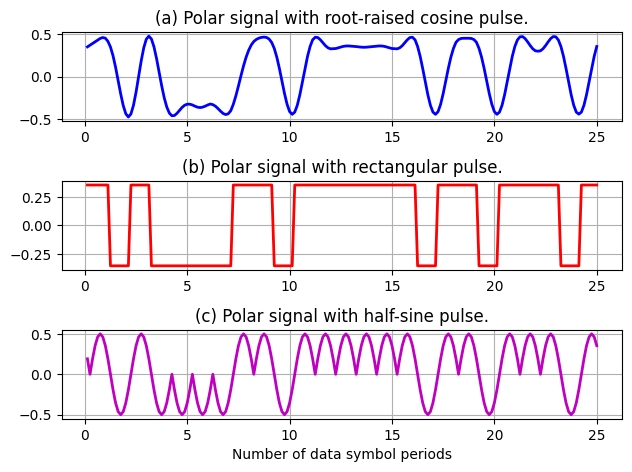 (a) Polar signal with root-raised cosine pulse.
0.5
0.0
−0.5
0 5 10 15 20 25
(b) Polar signal with rectangular pulse.
0.25
0.00
−0.25
0 5 10 15 20 25
(c) Polar signal with half-sine pulse.
0.5
0.0
−0.5
0 5 10 15 20 25
Number of data symbol periods